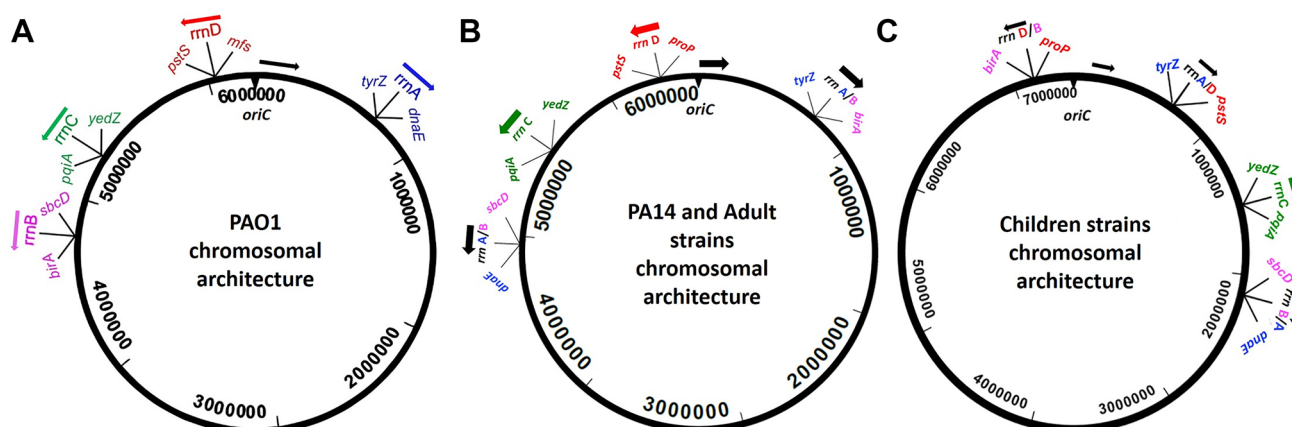 A
pstS
rrnD
mfs
6000000
oriC
tyrZ
rrnA
dnaE
1000000
2000000
3000000
4000000
birA
rrnB
sbcD
5000000
pqiA
rrnC
yedZ
PAO1
chromosomal
architecture
B
pstS
rrn D
proP
6000000
oriC
tyrZ
rrn A/B
birA
1000000
2000000
3000000
4000000
dnaE
rrn A/B
sbcD
5000000
pqiA
rrn C
yedZ
PA14 and Adult
strains
chromosomal
architecture
C
birA
rrn D/B
proP
7000000
oriC
tyrZ
rrnA/D
pstS
1000000
yedZ
rrnC
pqiA
sbcD
rrn B/A
dnaE
2000000
3000000
4000000
5000000
6000000
Children strains
chromosomal
architecture